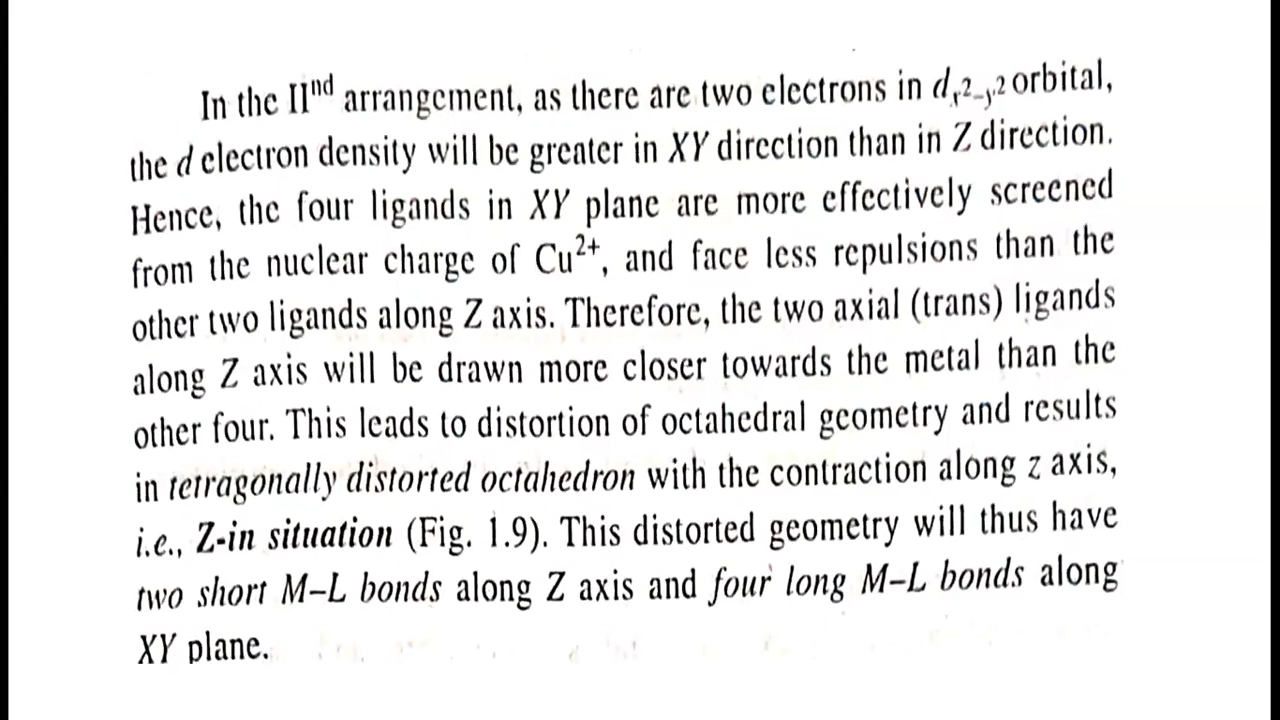 In the IIⁿᵈ arrangement, as there are two electrons in dₓ²₋ᵧ² orbital,
the d electron density will be greater in XY direction than in Z direction.
Hence, the four ligands in XY plane are more effectively screened
from the nuclear charge of Cu²⁺, and face less repulsions than the
other two ligands along Z axis. Therefore, the two axial (trans) ligands
along Z axis will be drawn more closer towards the metal than the
other four. This leads to distortion of octahedral geometry and results
in tetragonally distorted octahedron with the contraction along z axis,
i.e., Z-in situation (Fig. 1.9). This distorted geometry will thus have
two short M–L bonds along Z axis and four long M–L bonds along
XY plane.